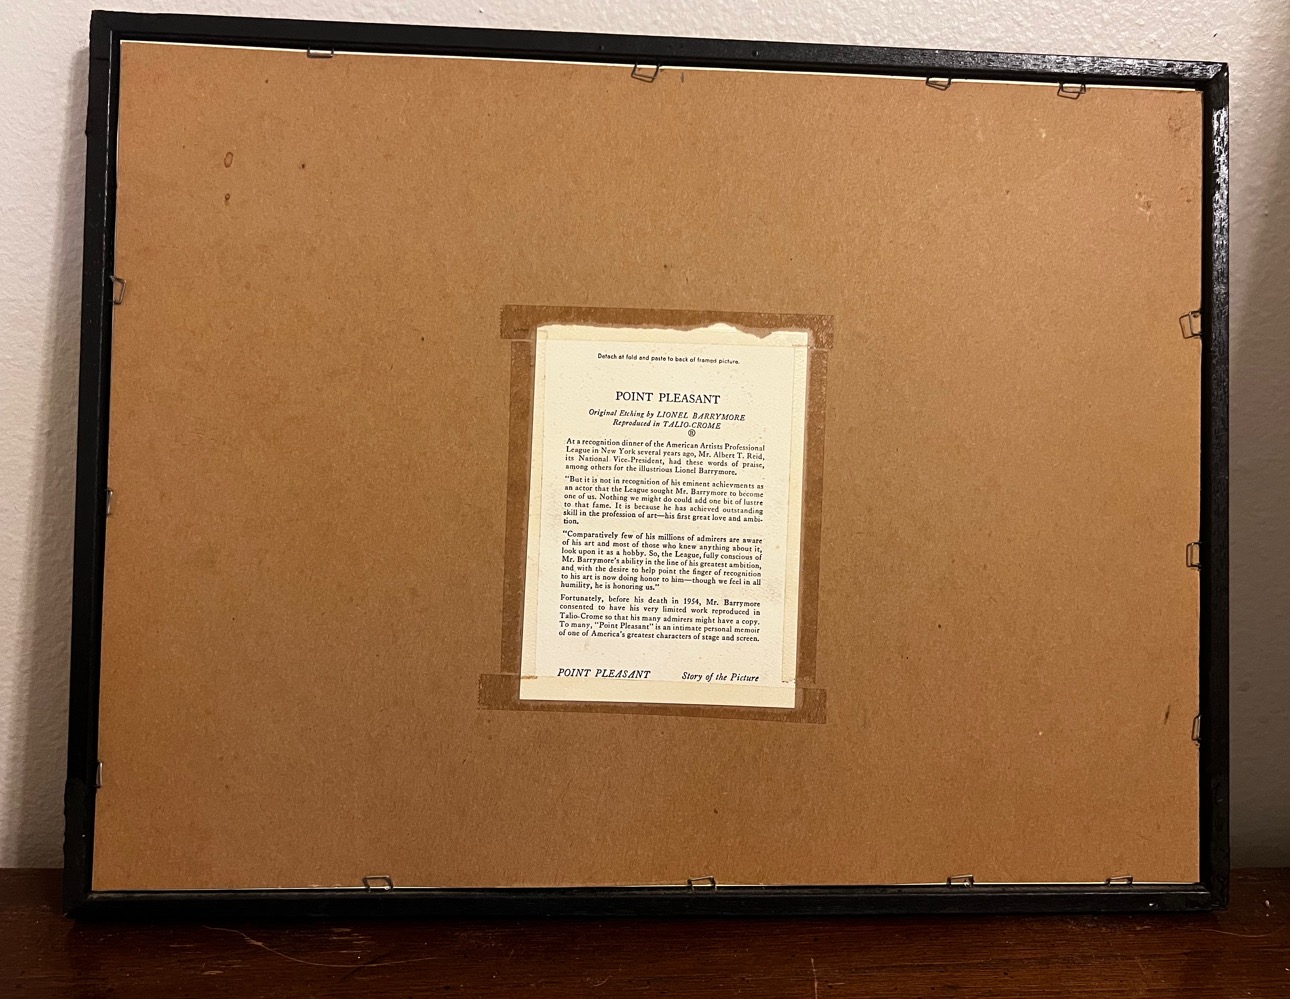 Detach at fold and paste to back of framed picture.
POINT PLEASANT
Original Etching by LIONEL BARRYMORE
Reproduced in TALIO-CROME
®
At a recognition dinner of the American Artists Professional
League in New York several years ago, Mr. Albert T. Reid,
its National Vice-President, had these words of praise,
among others for the illustrious Lionel Barrymore.
"But it is not in recognition of his eminent achievments as
an actor that the League sought Mr. Barrymore to become
one of us. Nothing we might do could add one bit of lustre
to that fame. It is because he has achieved outstanding
skill in the profession of art—his first great love and ambi-
tion.
"Comparatively few of his millions of admirers are aware
of his art and most of those who knew anything about it,
look upon it as a hobby. So, the League, fully conscious of
Mr. Barrymore's ability in the line of his greatest ambition,
and with the desire to help point the finger of recognition
to his art is now doing honor to him—though we feel in all
humility, he is honoring us."
Fortunately, before his death in 1954, Mr. Barrymore
consented to have his very limited work reproduced in
Talio-Crome so that his many admirers might have a copy.
To many, "Point Pleasant" is an intimate personal memoir
of one of America's greatest characters of stage and screen.
POINT PLEASANT Story of the Picture